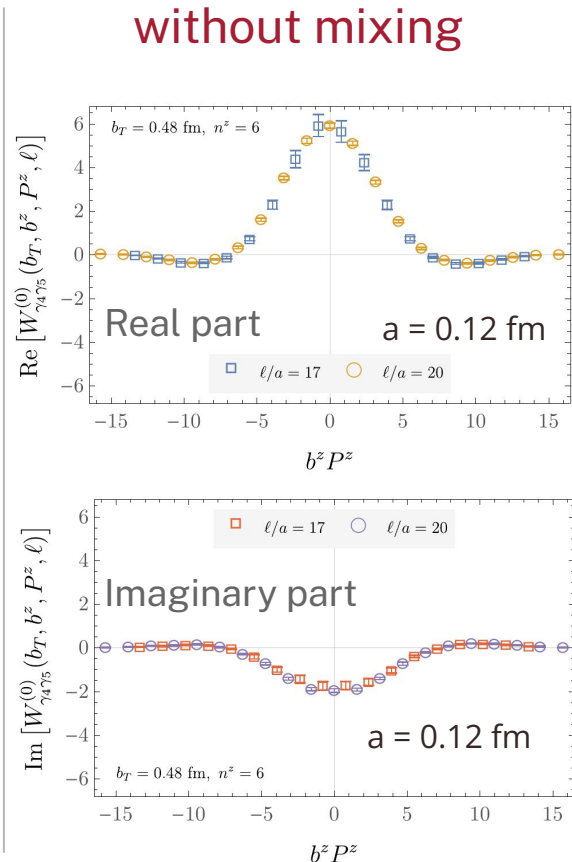 without mixing
b_T = 0.48 fm, n^z = 6
Re [W^{(0)}_{γ4γ5}(b_T, b^z, P^z, ℓ)]
6
4
2
0
−2
−4
−6
Real part
a = 0.12 fm
ℓ/a = 17 ℓ/a = 20
−15 −10 −5 0 5 10 15
b^z P^z
ℓ/a = 17 ℓ/a = 20
Im [W^{(0)}_{γ4γ5}(b_T, b^z, P^z, ℓ)]
6
4
2
0
−2
−4
−6
Imaginary part
a = 0.12 fm
b_T = 0.48 fm, n^z = 6
−15 −10 −5 0 5 10 15
b^z P^z